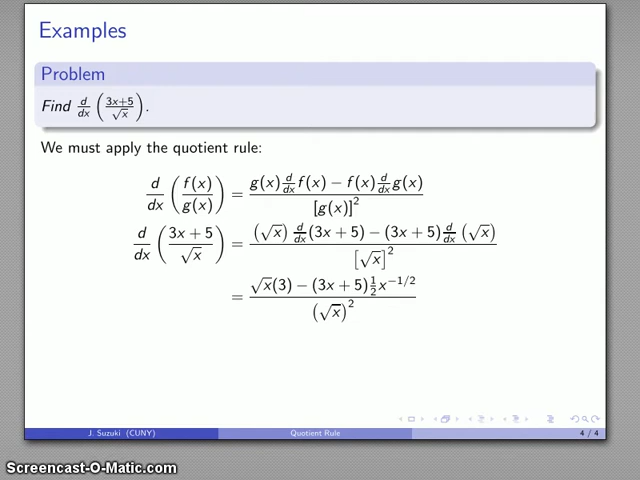 Examples
Problem
Find d/dx ( (3x+5)/√x ).
We must apply the quotient rule:
d/dx ( f(x)/g(x) ) = ( g(x) d/dx f(x) − f(x) d/dx g(x) ) / [g(x)]²
d/dx ( (3x + 5)/√x ) = ( (√x) d/dx (3x + 5) − (3x + 5) d/dx (√x) ) / [√x]²
= ( √x(3) − (3x + 5) ½ x^(−1/2) ) / (√x)²
J. Suzuki (CUNY) Quotient Rule 4 / 4
Screencast-O-Matic.com